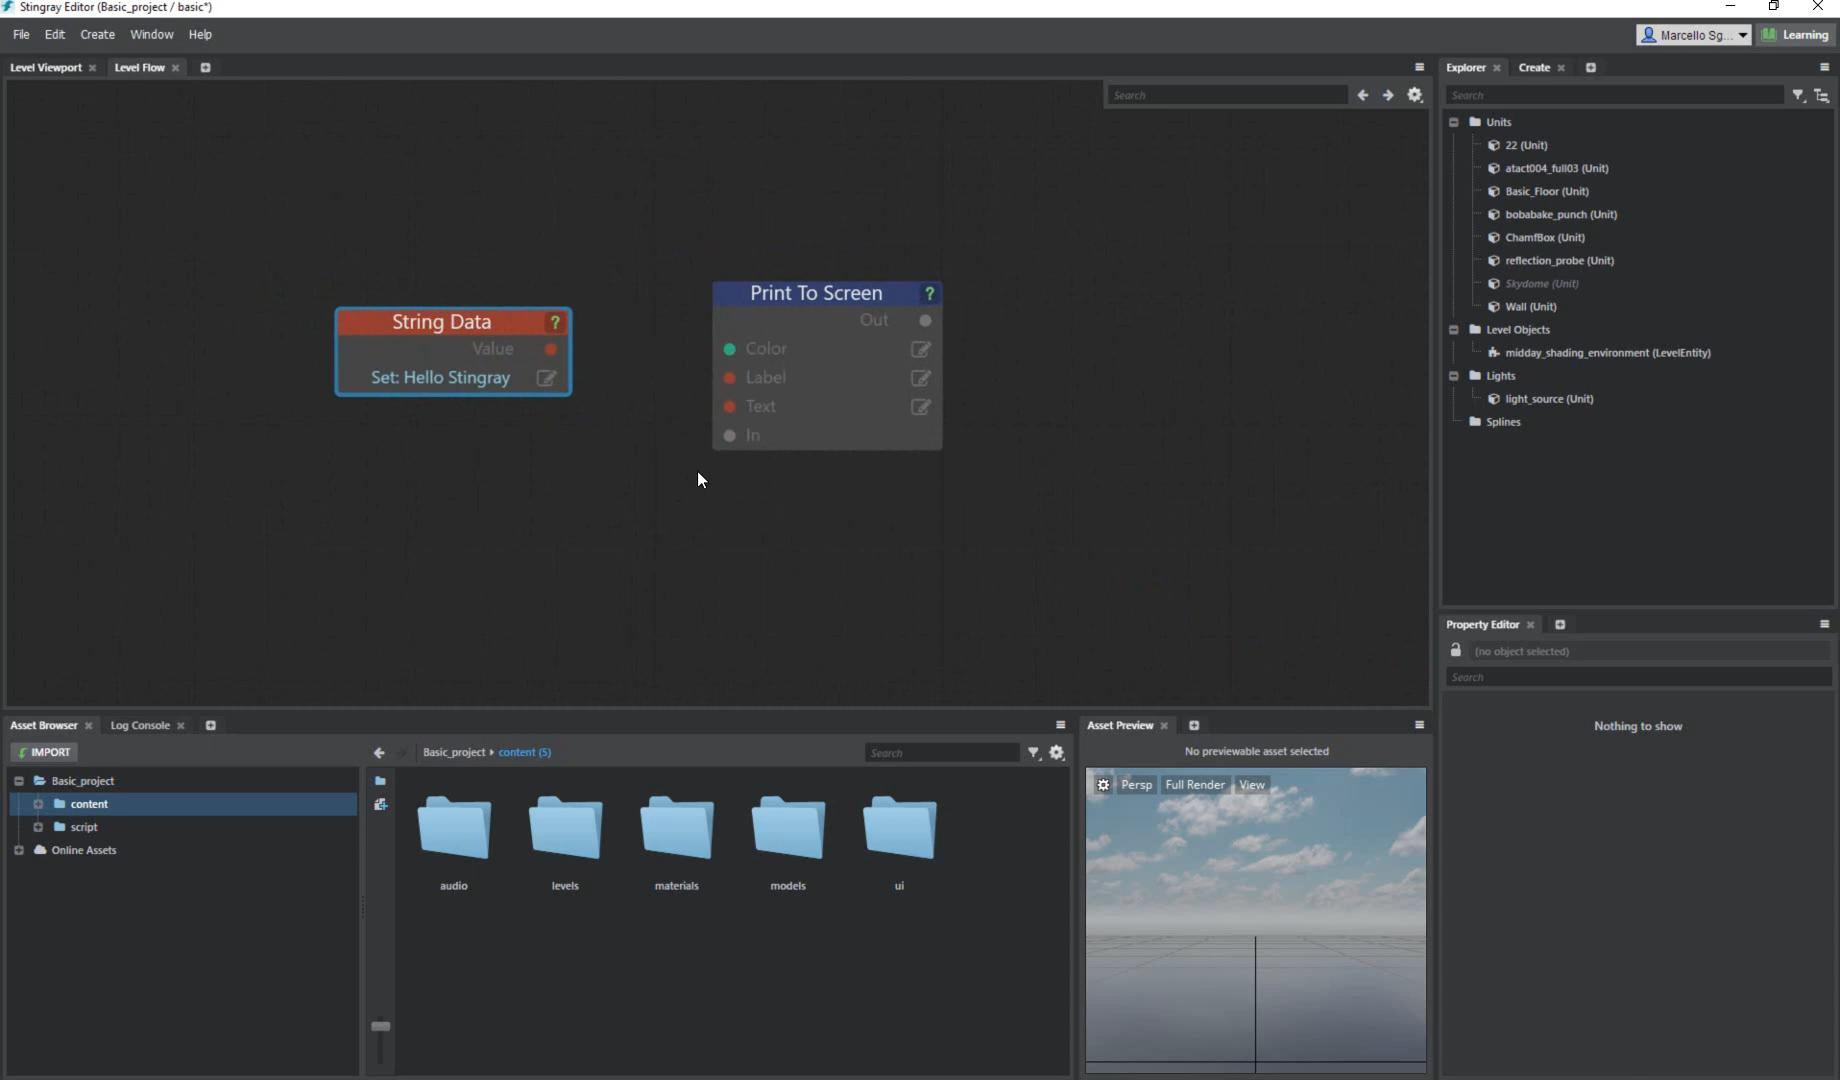 Stingray Editor (Basic_project / basic*)
File Edit Create Window Help
Marcello Sg... Learning
Level Viewport Level Flow
Search
String Data ?
Value
Set: Hello Stingray
Print To Screen ?
Out
Color
Label
Text
In
Explorer Create
Search
Units
22 (Unit)
atact004_full03 (Unit)
Basic_Floor (Unit)
bobabake_punch (Unit)
ChamfBox (Unit)
reflection_probe (Unit)
Skydome (Unit)
Wall (Unit)
Level Objects
midday_shading_environment (LevelEntity)
Lights
light_source (Unit)
Splines
Property Editor
(no object selected)
Search
Nothing to show
Asset Browser Log Console
IMPORT
Basic_project
content
script
Online Assets
Basic_project content (5)
Search
audio levels materials models ui
Asset Preview
No previewable asset selected
Persp Full Render View